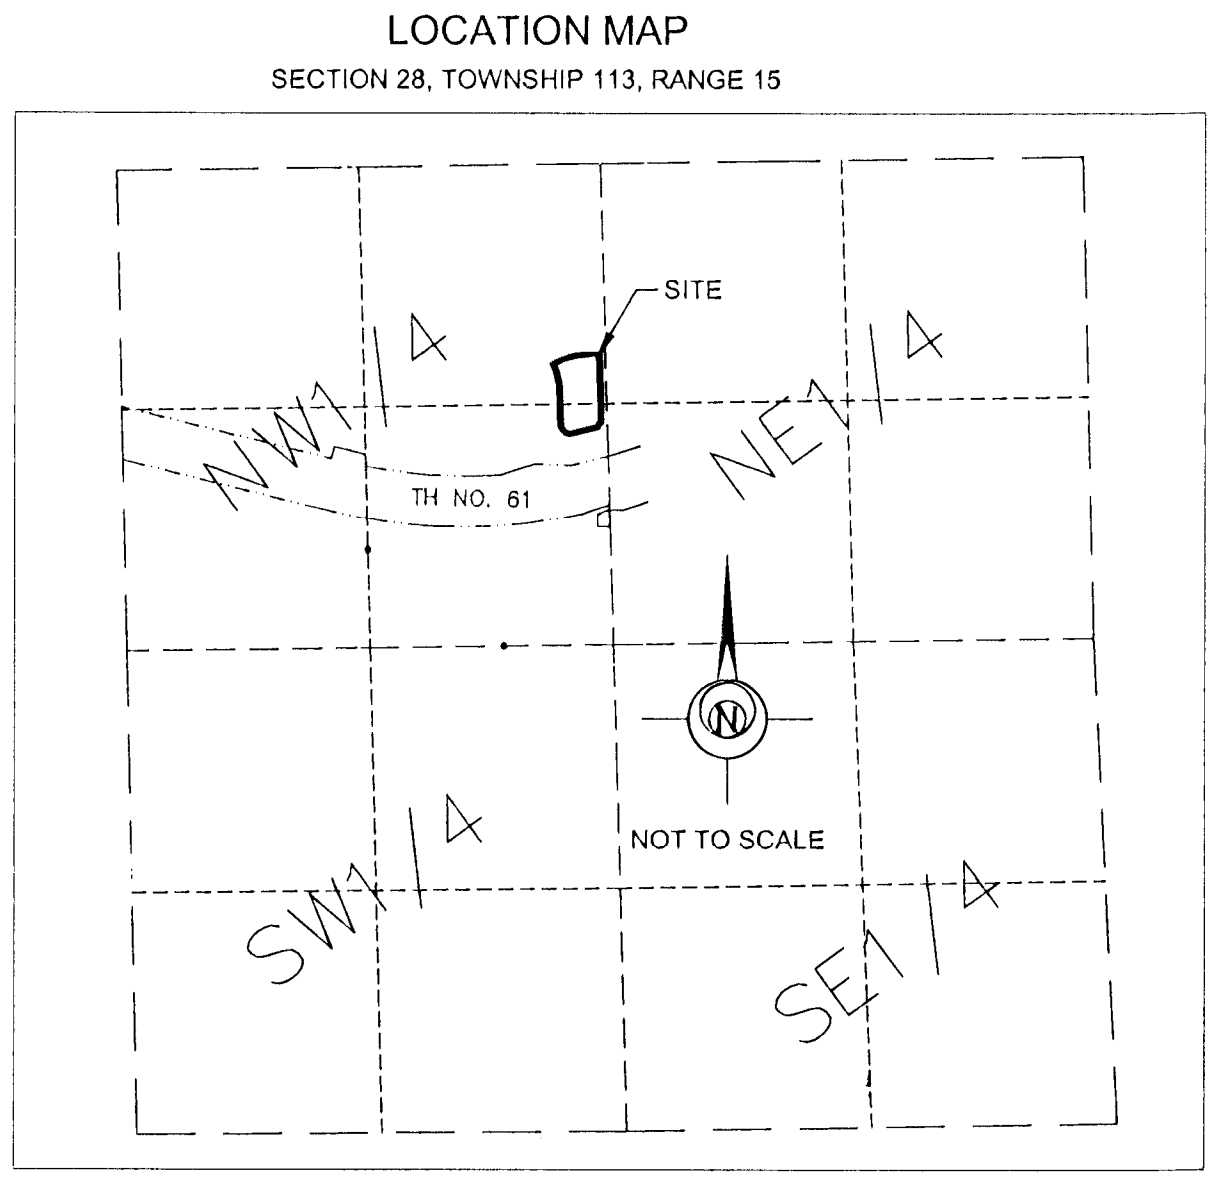 LOCATION MAP
SECTION 28, TOWNSHIP 113, RANGE 15
SITE
NW1/4
NE1/4
TH NO. 61
N
NOT TO SCALE
SW1/4
SE1/4